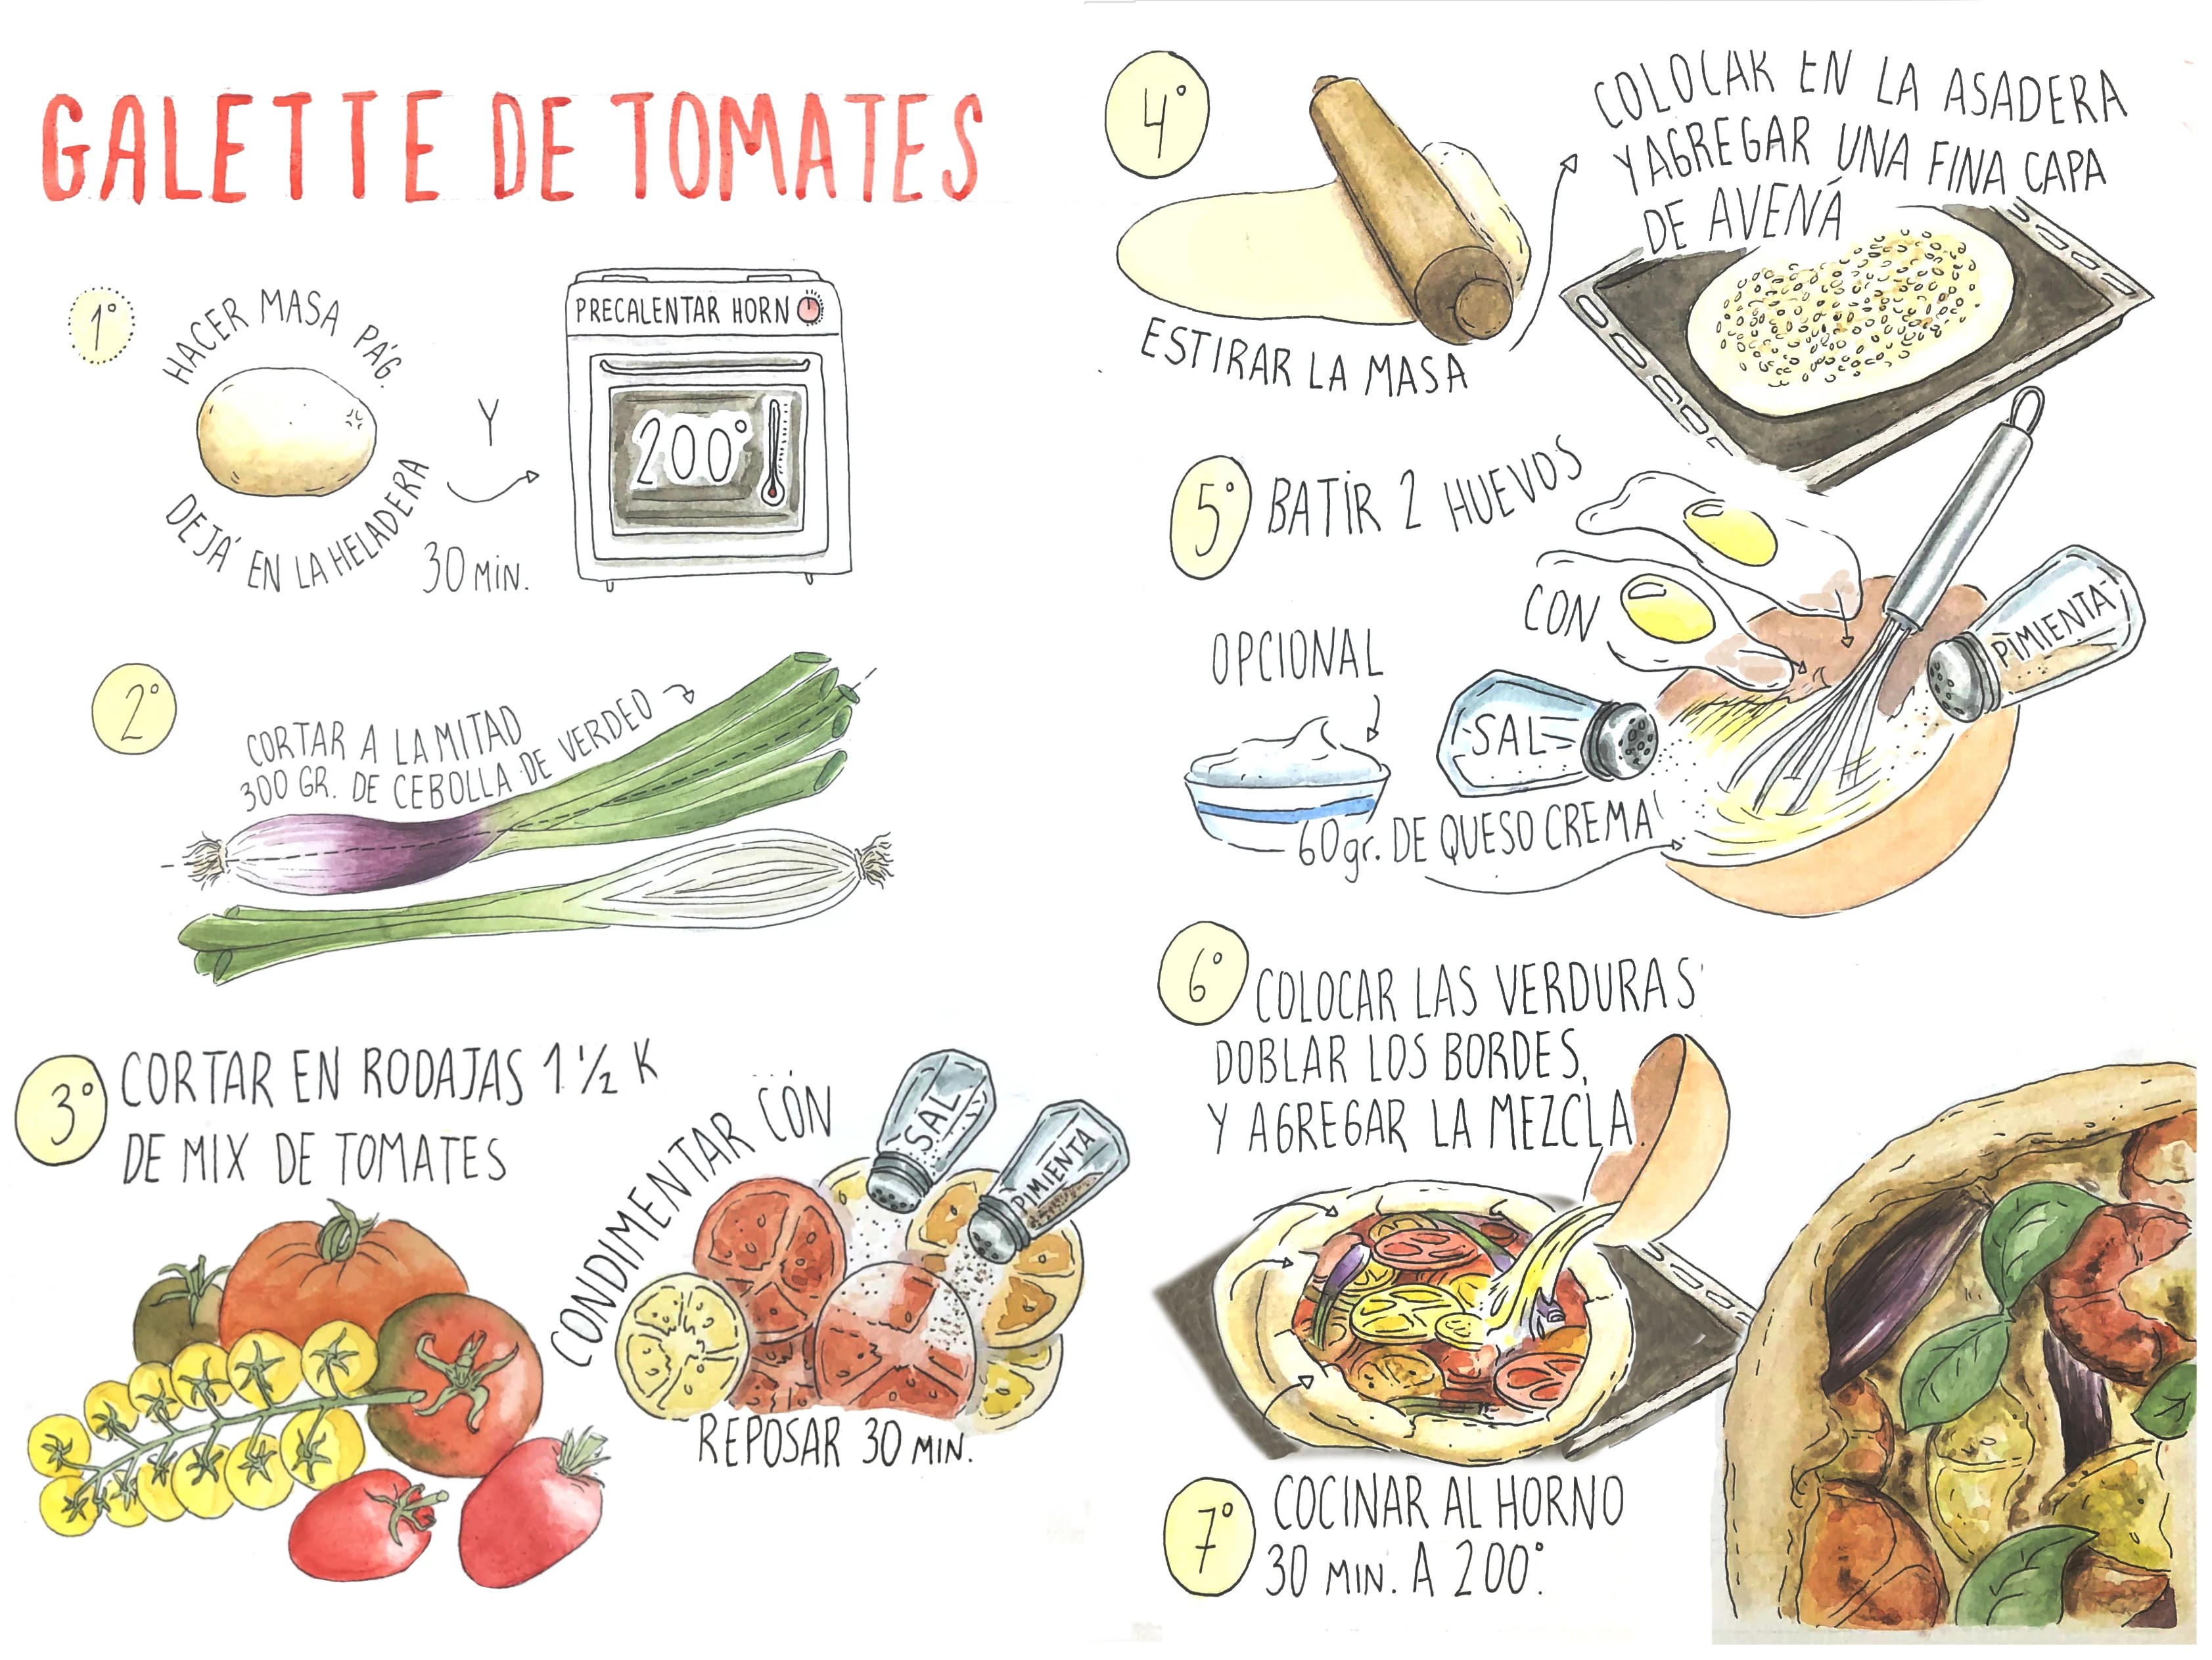 GALETTE DE TOMATES
1°
HACER MASA PÁG.
DEJÁ EN LA HELADERA
30 MIN.
Y
PRECALENTAR HORNO
200°
2°
CORTAR A LA MITAD
300 GR. DE CEBOLLA DE VERDEO
3°
CORTAR EN RODAJAS 1 1/2 K
DE MIX DE TOMATES
CONDIMENTAR CON
SAL
PIMIENTA
REPOSAR 30 MIN.
4°
ESTIRAR LA MASA
COLOCAR EN LA ASADERA
Y AGREGAR UNA FINA CAPA
DE AVENA
5°
BATIR 2 HUEVOS
CON
SAL
PIMIENTA
OPCIONAL
60gr. DE QUESO CREMA
6°
COLOCAR LAS VERDURAS
DOBLAR LOS BORDES,
Y AGREGAR LA MEZCLA.
7°
COCINAR AL HORNO
30 MIN. A 200°.